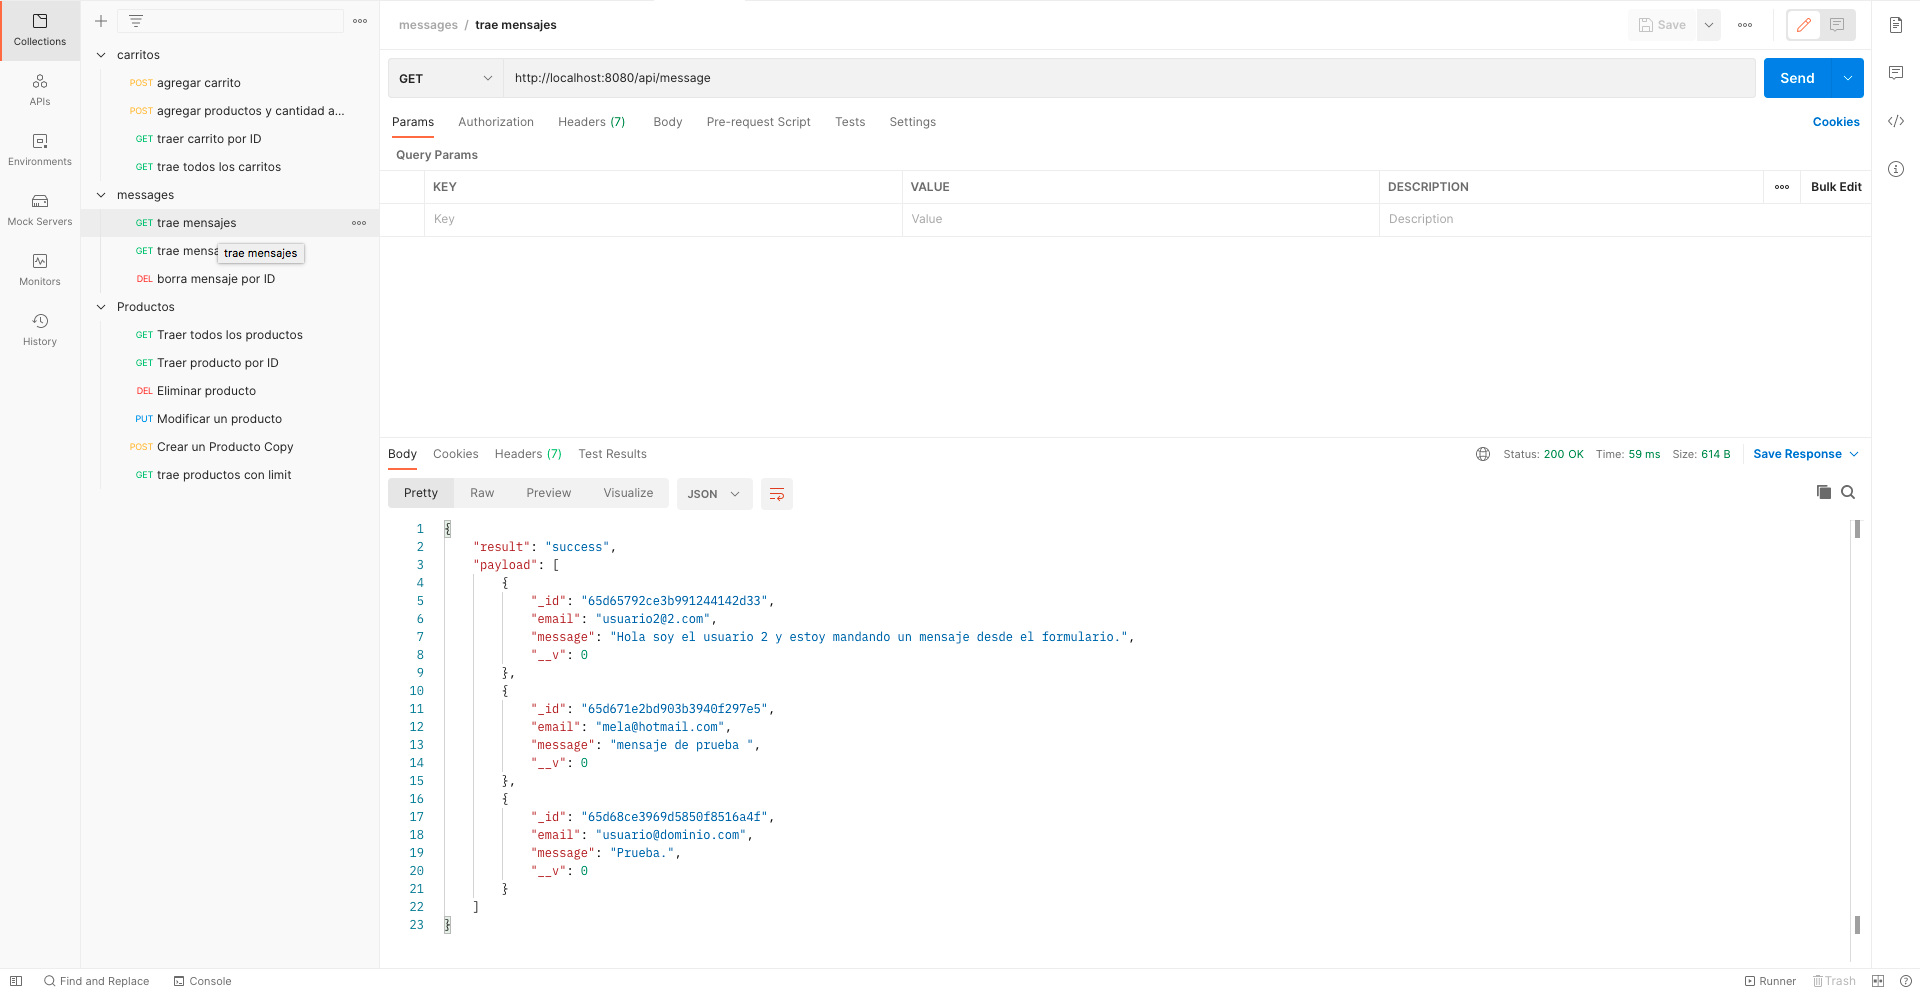 Collections
APIs
Environments
Mock Servers
Monitors
History
carritos
POST agregar carrito
POST agregar productos y cantidad a...
GET traer carrito por ID
GET trae todos los carritos
messages
GET trae mensajes
GET trae mensa
trae mensajes
DEL borra mensaje por ID
Productos
GET Traer todos los productos
GET Traer producto por ID
DEL Eliminar producto
PUT Modificar un producto
POST Crear un Producto Copy
GET trae productos con limit
messages / trae mensajes
Save
GET http://localhost:8080/api/message
Send
Params Authorization Headers (7) Body Pre-request Script Tests Settings
Cookies
Query Params
KEY VALUE DESCRIPTION Bulk Edit
Key Value Description
Body Cookies Headers (7) Test Results
Status: 200 OK Time: 59 ms Size: 614 B Save Response
Pretty Raw Preview Visualize JSON
1 {
2 "result": "success",
3 "payload": [
4 {
5 "_id": "65d65792ce3b991244142d33",
6 "email": "usuario2@2.com",
7 "message": "Hola soy el usuario 2 y estoy mandando un mensaje desde el formulario.",
8 "__v": 0
9 },
10 {
11 "_id": "65d671e2bd903b3940f297e5",
12 "email": "mela@hotmail.com",
13 "message": "mensaje de prueba ",
14 "__v": 0
15 },
16 {
17 "_id": "65d68ce3969d5850f8516a4f",
18 "email": "usuario@dominio.com",
19 "message": "Prueba.",
20 "__v": 0
21 }
22 ]
23 }
Find and Replace Console
Runner Trash